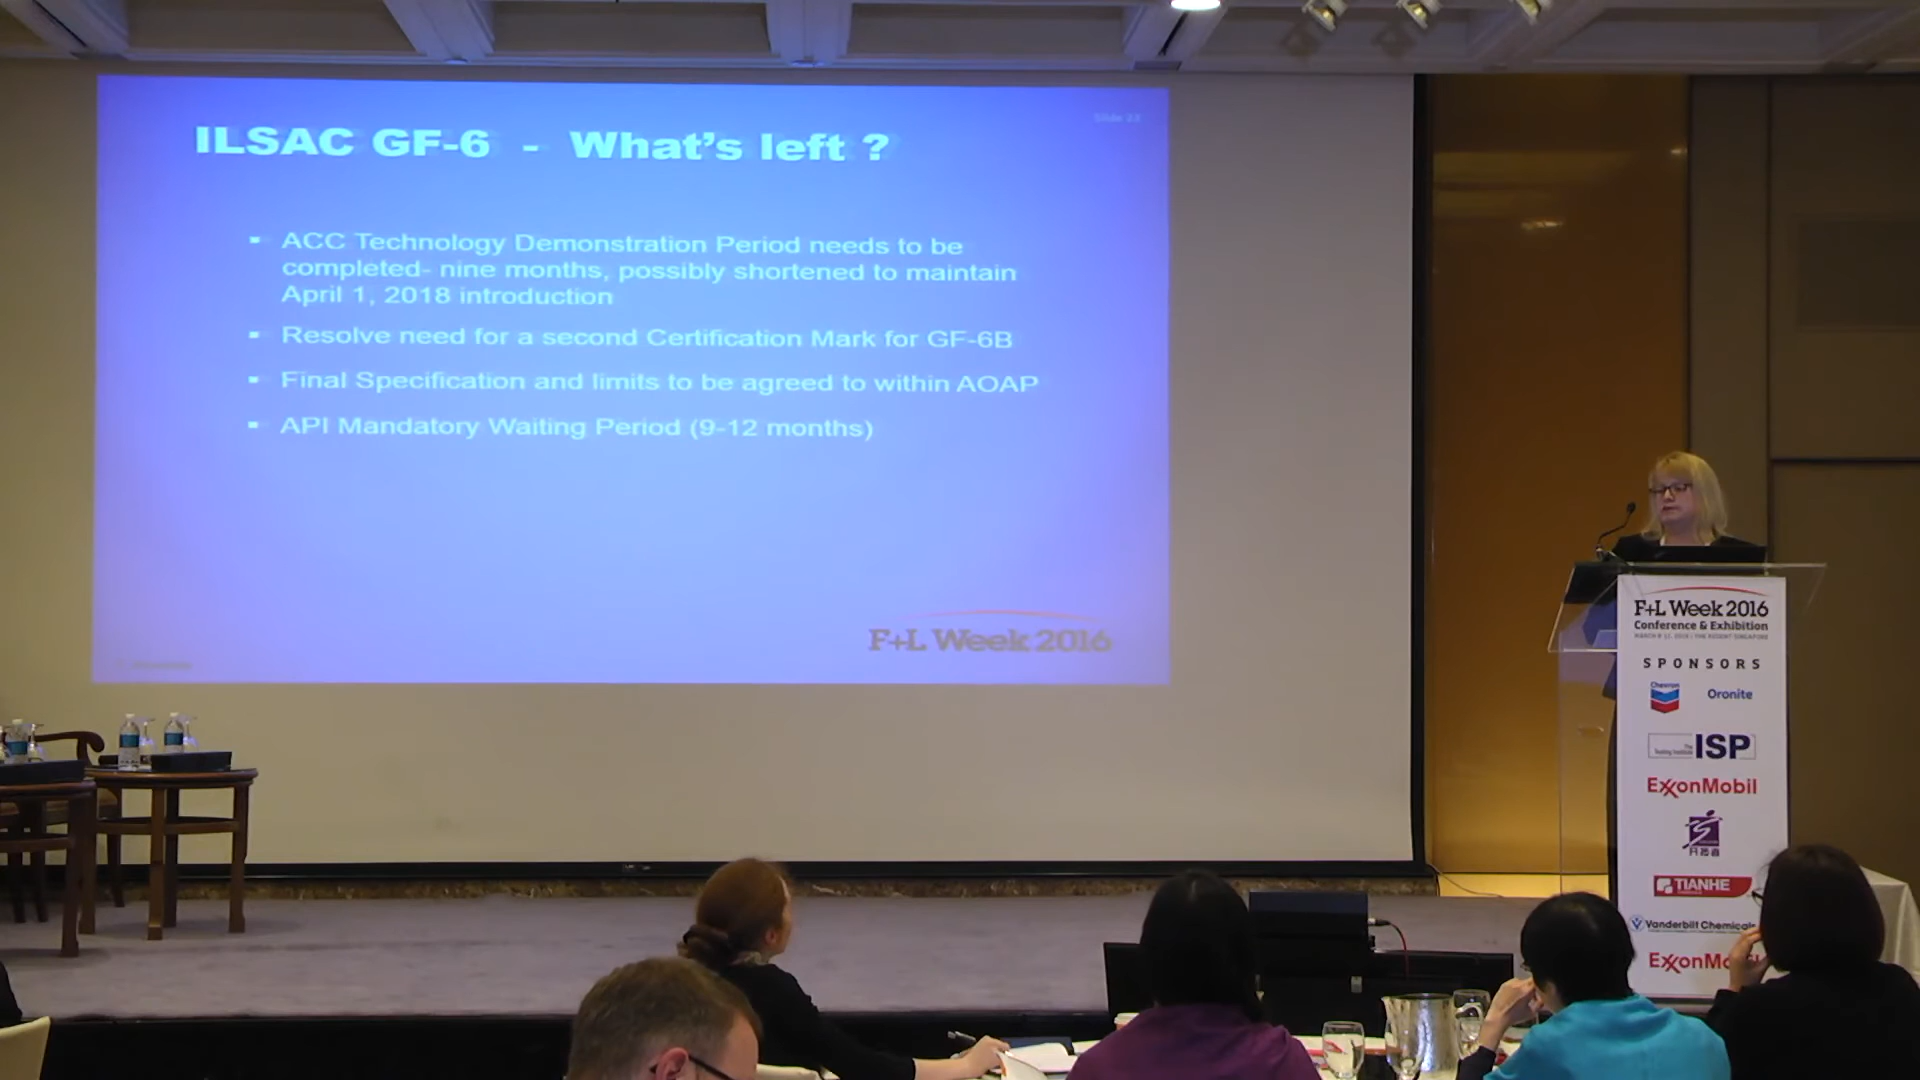 Slide 23
ILSAC GF-6 - What's left ?
▪ ACC Technology Demonstration Period needs to be
completed- nine months, possibly shortened to maintain
April 1, 2018 introduction
▪ Resolve need for a second Certification Mark for GF-6B
▪ Final Specification and limits to be agreed to within AOAP
▪ API Mandatory Waiting Period (9-12 months)
F+L Week 2016
F+L Week 2016
Conference & Exhibition
SPONSORS
Chevron
Oronite
ISP
ExxonMobil
TIANHE
Vanderbilt Chemicals
ExxonMobil